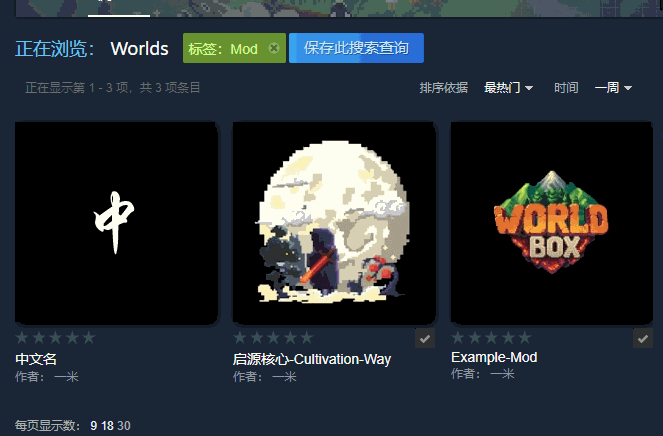 正在浏览: Worlds 标签: Mod 保存此搜索查询
正在显示第 1 - 3 项，共 3 项条目 排序依据 最热门 时间 一周
中
WORLD
BOX
中文名 启源核心-Cultivation-Way Example-Mod
作者: 一米 作者: 一米 作者: 一米
每页显示数: 9 18 30